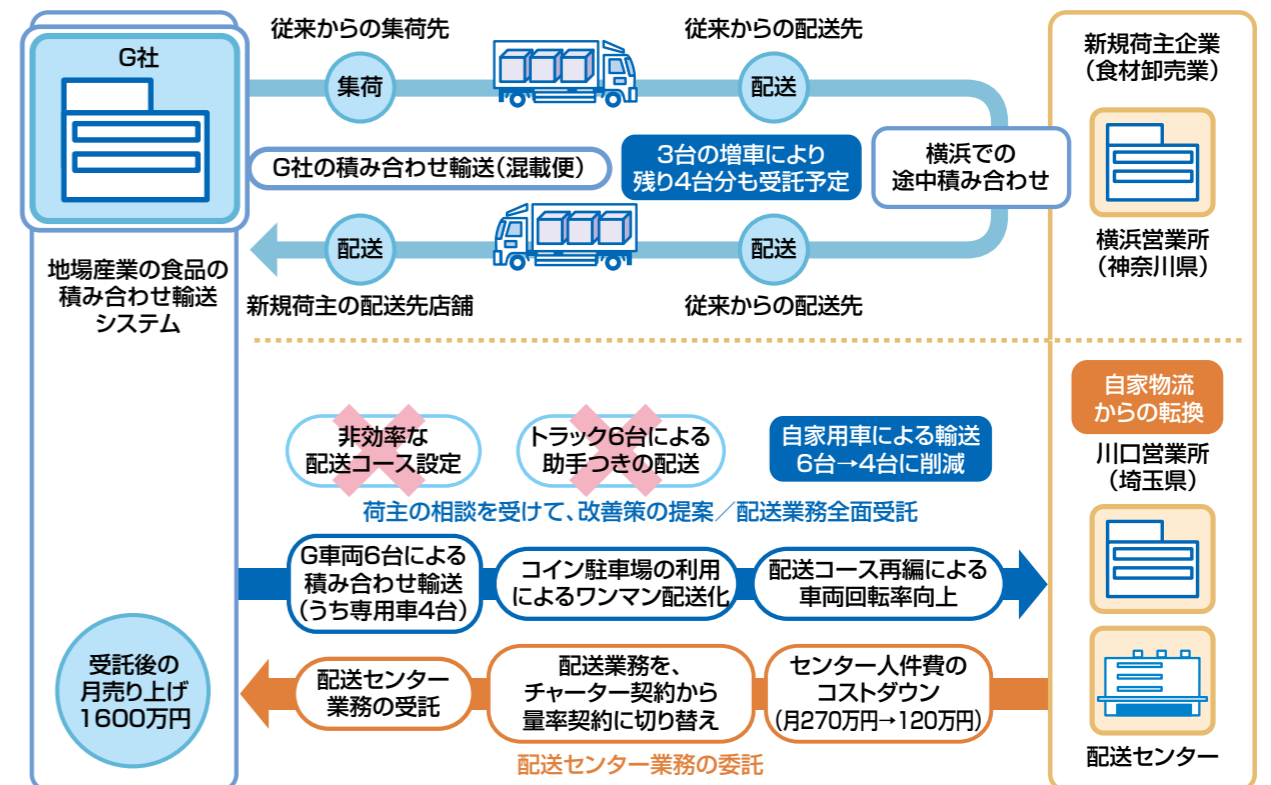 G社
地場産業の食品の
積み合わせ輸送
システム
従来からの集荷先
集荷
従来からの配送先
配送
G社の積み合わせ輸送(混載便)
3台の増車により
残り4台分も受託予定
横浜での
途中積み合わせ
配送
新規荷主の配送先店舗
配送
従来からの配送先
新規荷主企業
(食材卸売業)
横浜営業所
(神奈川県)
非効率な
配送コース設定
トラック6台による
助手つきの配送
自家用車による輸送
6台→4台に削減
自家物流
からの転換
川口営業所
(埼玉県)
荷主の相談を受けて、改善策の提案/配送業務全面受託
G車両6台による
積み合わせ輸送
(うち専用車4台)
コイン駐車場の利用
によるワンマン配送化
配送コース再編による
車両回転率向上
受託後の
月売り上げ
1600万円
配送センター
業務の受託
配送業務を、
チャーター契約から
量率契約に切り替え
センター人件費の
コストダウン
(月270万円→120万円)
配送センター
配送センター業務の委託